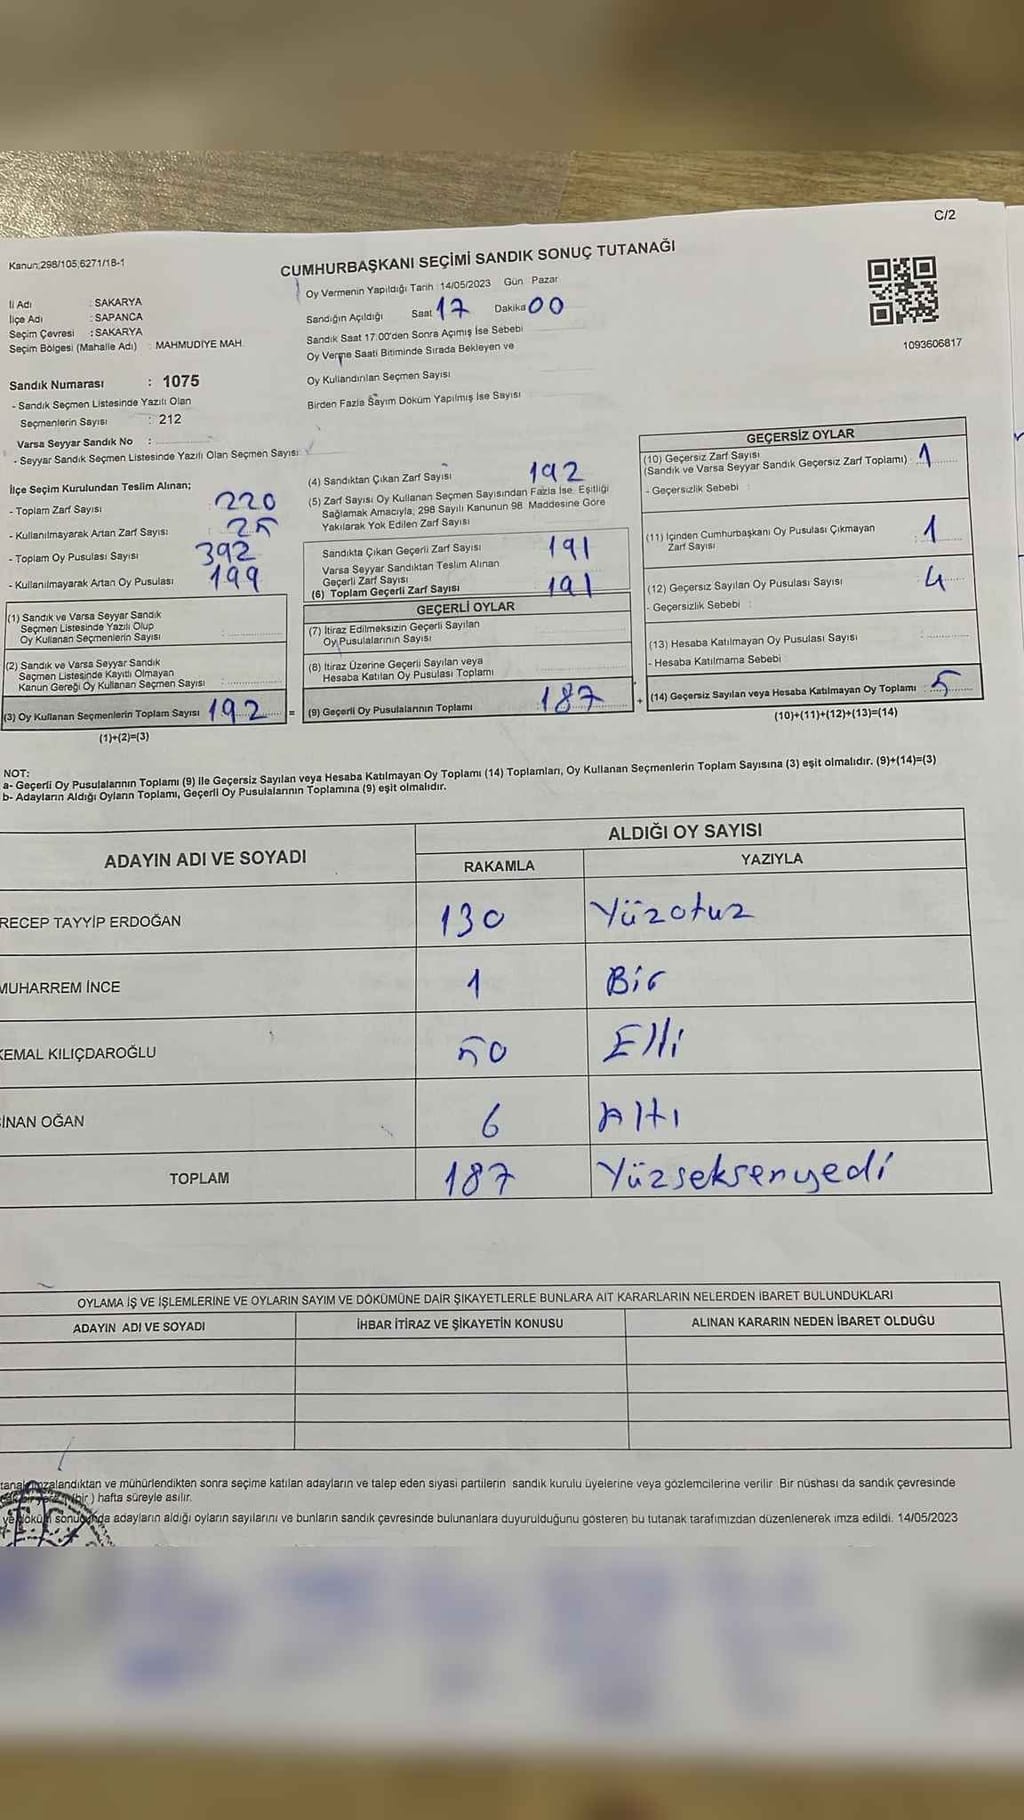 C/2
Kanun:298/105,6271/18-1
CUMHURBAŞKANI SEÇİMİ SANDIK SONUÇ TUTANAĞI
Oy Vermenin Yapıldığı Tarih : 14/05/2023 Gün : Pazar
İl Adı : SAKARYA
İlçe Adı : SAPANCA
Seçim Çevresi : SAKARYA
Seçim Bölgesi (Mahalle Adı) : MAHMUDİYE MAH.
Sandığın Açıldığı Saat 17 Dakika 00
Sandık Saat 17:00'den Sonra Açımış İse Sebebi
Oy Verme Saati Bitiminde Sırada Bekleyen ve
Oy Kullandırılan Seçmen Sayısı
Birden Fazla Sayım Döküm Yapılmış İse Sayısı
1093606817
Sandık Numarası : 1075
- Sandık Seçmen Listesinde Yazılı Olan
Seçmenlerin Sayısı : 212
Varsa Seyyar Sandık No :
- Seyyar Sandık Seçmen Listesinde Yazılı Olan Seçmen Sayısı:
İlçe Seçim Kurulundan Teslim Alınan;
- Toplam Zarf Sayısı : 220
- Kullanılmayarak Artan Zarf Sayısı : 25
- Toplam Oy Pusulası Sayısı 392
- Kullanılmayarak Artan Oy Pusulası : 199
(1) Sandık ve Varsa Seyyar Sandık
Seçmen Listesinde Yazılı Olup
Oy Kullanan Seçmenlerin Sayısı :
(2) Sandık ve Varsa Seyyar Sandık
Seçmen Listesinde Kayıtlı Olmayan
Kanun Gereği Oy Kullanan Seçmen Sayısı :
(3) Oy Kullanan Seçmenlerin Toplam Sayısı 192 =
(1)+(2)=(3)
(4) Sandıktan Çıkan Zarf Sayısı 192
(5) Zarf Sayısı Oy Kullanan Seçmen Sayısından Fazla İse, Eşitliği
Sağlamak Amacıyla, 298 Sayılı Kanunun 98. Maddesine Göre
Yakılarak Yok Edilen Zarf Sayısı
Sandıkta Çıkan Geçerli Zarf Sayısı 191
Varsa Seyyar Sandıktan Teslim Alınan
Geçerli Zarf Sayısı
(6) Toplam Geçerli Zarf Sayısı 191
GEÇERLİ OYLAR
(7) İtiraz Edilmeksizin Geçerli Sayılan
Oy Pusulalarının Sayısı
(8) İtiraz Üzerine Geçerli Sayılan veya
Hesaba Katılan Oy Pusulası Toplamı
(9) Geçerli Oy Pusulalarının Toplamı : 187 +
GEÇERSİZ OYLAR
(10) Geçersiz Zarf Sayısı
(Sandık ve Varsa Seyyar Sandık Geçersiz Zarf Toplamı) : 1
- Geçersizlik Sebebi :
(11) İçinden Cumhurbaşkanı Oy Pusulası Çıkmayan
Zarf Sayısı : 1
(12) Geçersiz Sayılan Oy Pusulası Sayısı : 4
- Geçersizlik Sebebi :
(13) Hesaba Katılmayan Oy Pusulası Sayısı :
- Hesaba Katılmama Sebebi :
(14) Geçersiz Sayılan veya Hesaba Katılmayan Oy Toplamı : 5
(10)+(11)+(12)+(13)=(14)
NOT:
a- Geçerli Oy Pusulalarının Toplamı (9) ile Geçersiz Sayılan veya Hesaba Katılmayan Oy Toplamı (14) Toplamları, Oy Kullanan Seçmenlerin Toplam Sayısına (3) eşit olmalıdır. (9)+(14)=(3)
b- Adayların Aldığı Oyların Toplamı, Geçerli Oy Pusulalarının Toplamına (9) eşit olmalıdır.
ADAYIN ADI VE SOYADI ALDIĞI OY SAYISI
RAKAMLA YAZIYLA
RECEP TAYYİP ERDOĞAN 130 Yüzotuz
MUHARREM İNCE 1 Bir
KEMAL KILIÇDAROĞLU 50 Elli
SİNAN OĞAN 6 Altı
TOPLAM 187 Yüzseksenyedi
OYLAMA İŞ VE İŞLEMLERİNE VE OYLARIN SAYIM VE DÖKÜMÜNE DAİR ŞİKAYETLERLE BUNLARA AİT KARARLARIN NELERDEN İBARET BULUNDUKLARI
ADAYIN ADI VE SOYADI İHBAR İTİRAZ VE ŞİKAYETİN KONUSU ALINAN KARARIN NEDEN İBARET OLDUĞU
imzalandıktan ve mühürlendikten sonra seçime katılan adayların ve talep eden siyasi partilerin sandık kurulu üyelerine veya gözlemcilerine verilir. Bir nüshası da sandık çevresinde
(bir) hafta süreyle asılır.
ve döküm sonucunda adayların aldığı oyların sayılarını ve bunların sandık çevresinde bulunanlara duyurulduğunu gösteren bu tutanak tarafımızdan düzenlenerek imza edildi. 14/05/2023